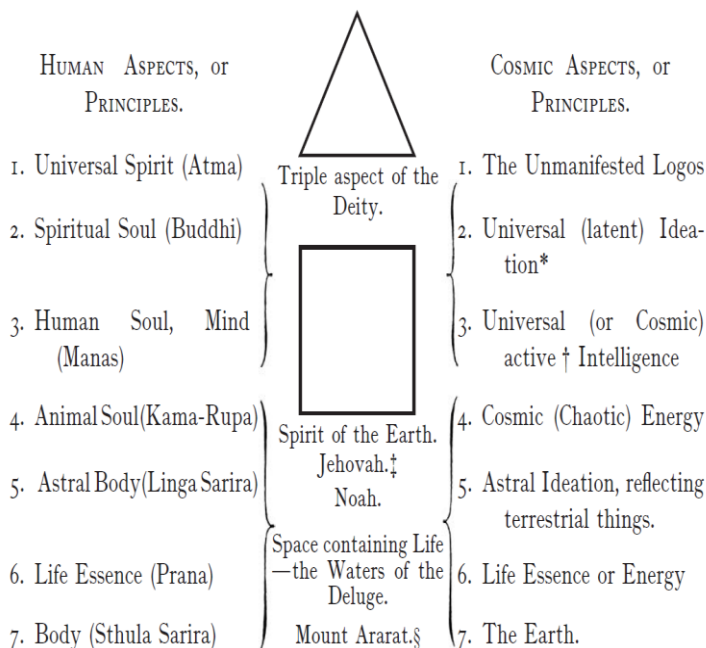 Human Aspects, or
Principles.
1. Universal Spirit (Atma)
2. Spiritual Soul (Buddhi)
3. Human Soul, Mind
(Manas)
4. Animal Soul(Kama-Rupa)
5. Astral Body(Linga Sarira)
6. Life Essence (Prana)
7. Body (Sthula Sarira)
Triple aspect of the
Deity.
Spirit of the Earth.
Jehovah.‡
Noah.
Space containing Life
—the Waters of the
Deluge.
Mount Ararat.§
Cosmic Aspects, or
Principles.
1. The Unmanifested Logos
2. Universal (latent) Idea-
tion*
3. Universal (or Cosmic)
active † Intelligence
4. Cosmic (Chaotic) Energy
5. Astral Ideation, reflecting
terrestrial things.
6. Life Essence or Energy
7. The Earth.